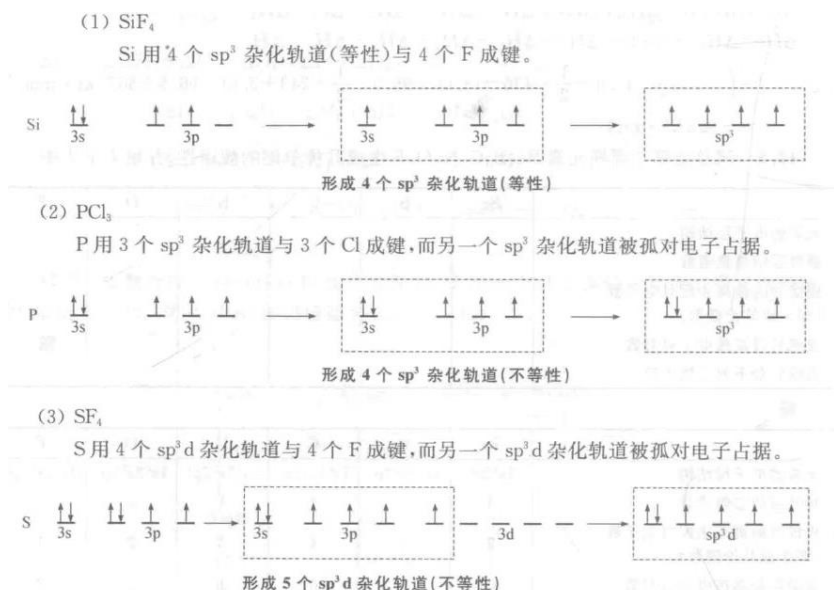 (1) SiF₄
Si 用 4 个 sp³ 杂化轨道(等性)与 4 个 F 成键。
Si 3s 3p 3s 3p sp³
形成 4 个 sp³ 杂化轨道(等性)
(2) PCl₃
P 用 3 个 sp³ 杂化轨道与 3 个 Cl 成键,而另一个 sp³ 杂化轨道被孤对电子占据。
P 3s 3p 3s 3p sp³
形成 4 个 sp³ 杂化轨道(不等性)
(3) SF₄
S 用 4 个 sp³d 杂化轨道与 4 个 F 成键,而另一个 sp³d 杂化轨道被孤对电子占据。
S 3s 3p 3s 3p 3d sp³d
形成 5 个 sp³d 杂化轨道(不等性)